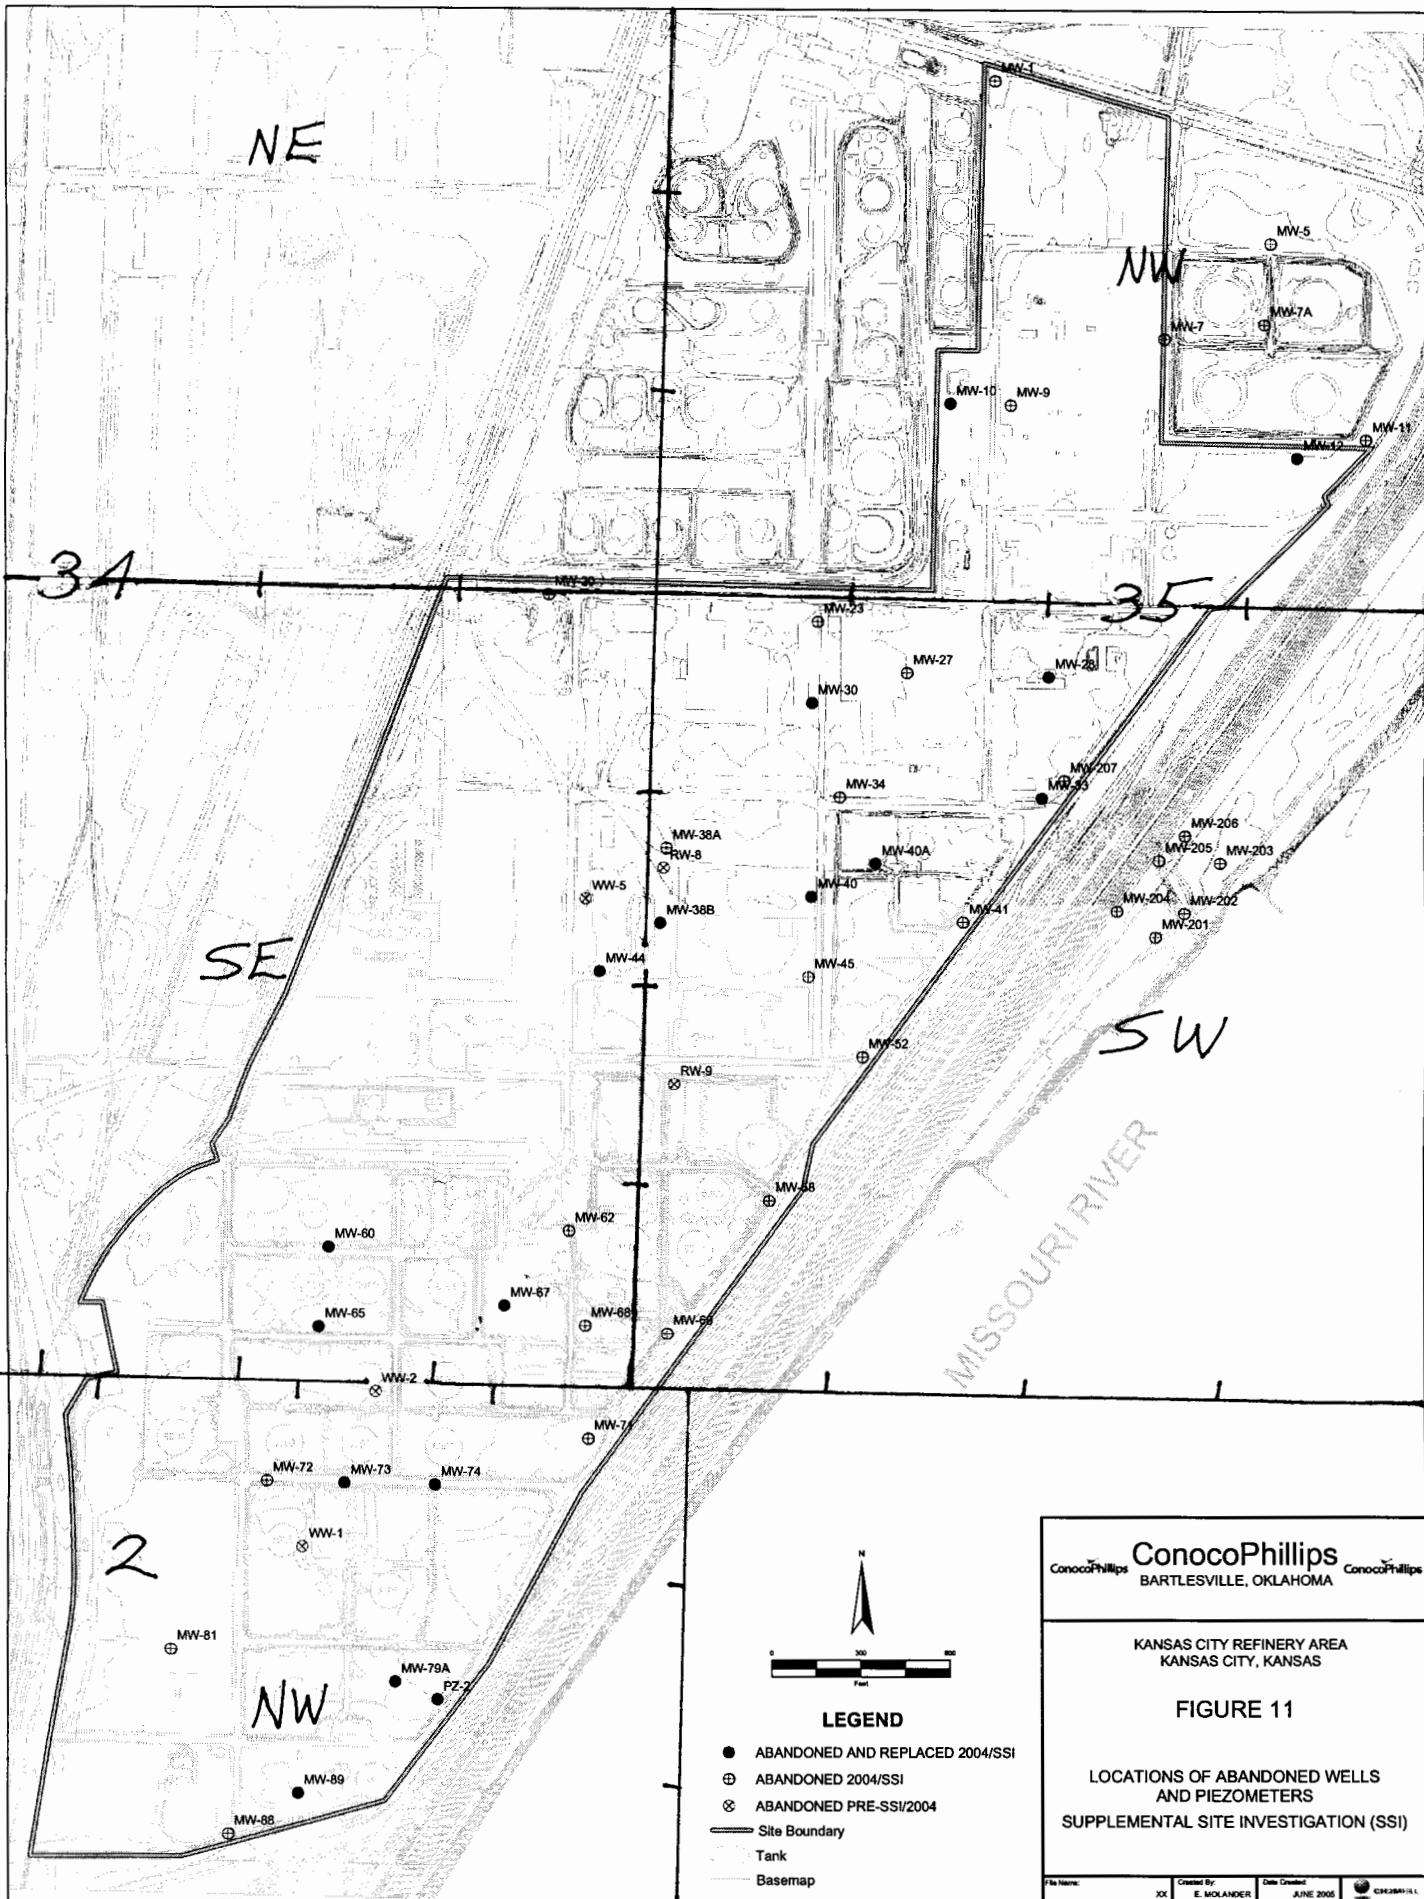 NE
MW-1
NW
MW-5
MW-7A
MW-7
MW-10
MW-9
MW-11
MW-12
34
35
MW-23
MW-27
MW-28
MW-30
MW-207
MW-34
MW-33
MW-206
MW-38A
MW-205
MW-203
RW-8
MW-40A
WW-5
MW-40
MW-38B
MW-41
MW-204
MW-202
MW-201
SE
MW-44
MW-45
SW
MW-52
RW-9
MISSOURI RIVER
MW-58
MW-62
MW-60
MW-67
MW-65
MW-68
MW-69
WW-2
MW-71
MW-72
MW-73
MW-74
WW-1
2
MW-81
MW-79A
PZ-2
NW
MW-89
MW-88
N
0 300 600
Feet
LEGEND
ABANDONED AND REPLACED 2004/SSI
ABANDONED 2004/SSI
ABANDONED PRE-SSI/2004
Site Boundary
Tank
Basemap
ConocoPhillips ConocoPhillips ConocoPhillips
BARTLESVILLE, OKLAHOMA
KANSAS CITY REFINERY AREA
KANSAS CITY, KANSAS
FIGURE 11
LOCATIONS OF ABANDONED WELLS
AND PIEZOMETERS
SUPPLEMENTAL SITE INVESTIGATION (SSI)
File Name: Created By: Date Created:
XX E. MOLANDER JUNE 2005 CH2MHILL